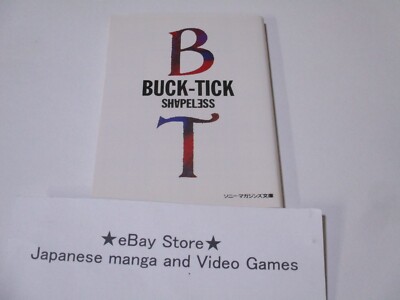 B
BUCK-TICK
SHAPELESS
T
ソニーマガジンズ文庫
★eBay Store★
Japanese manga and Video Games